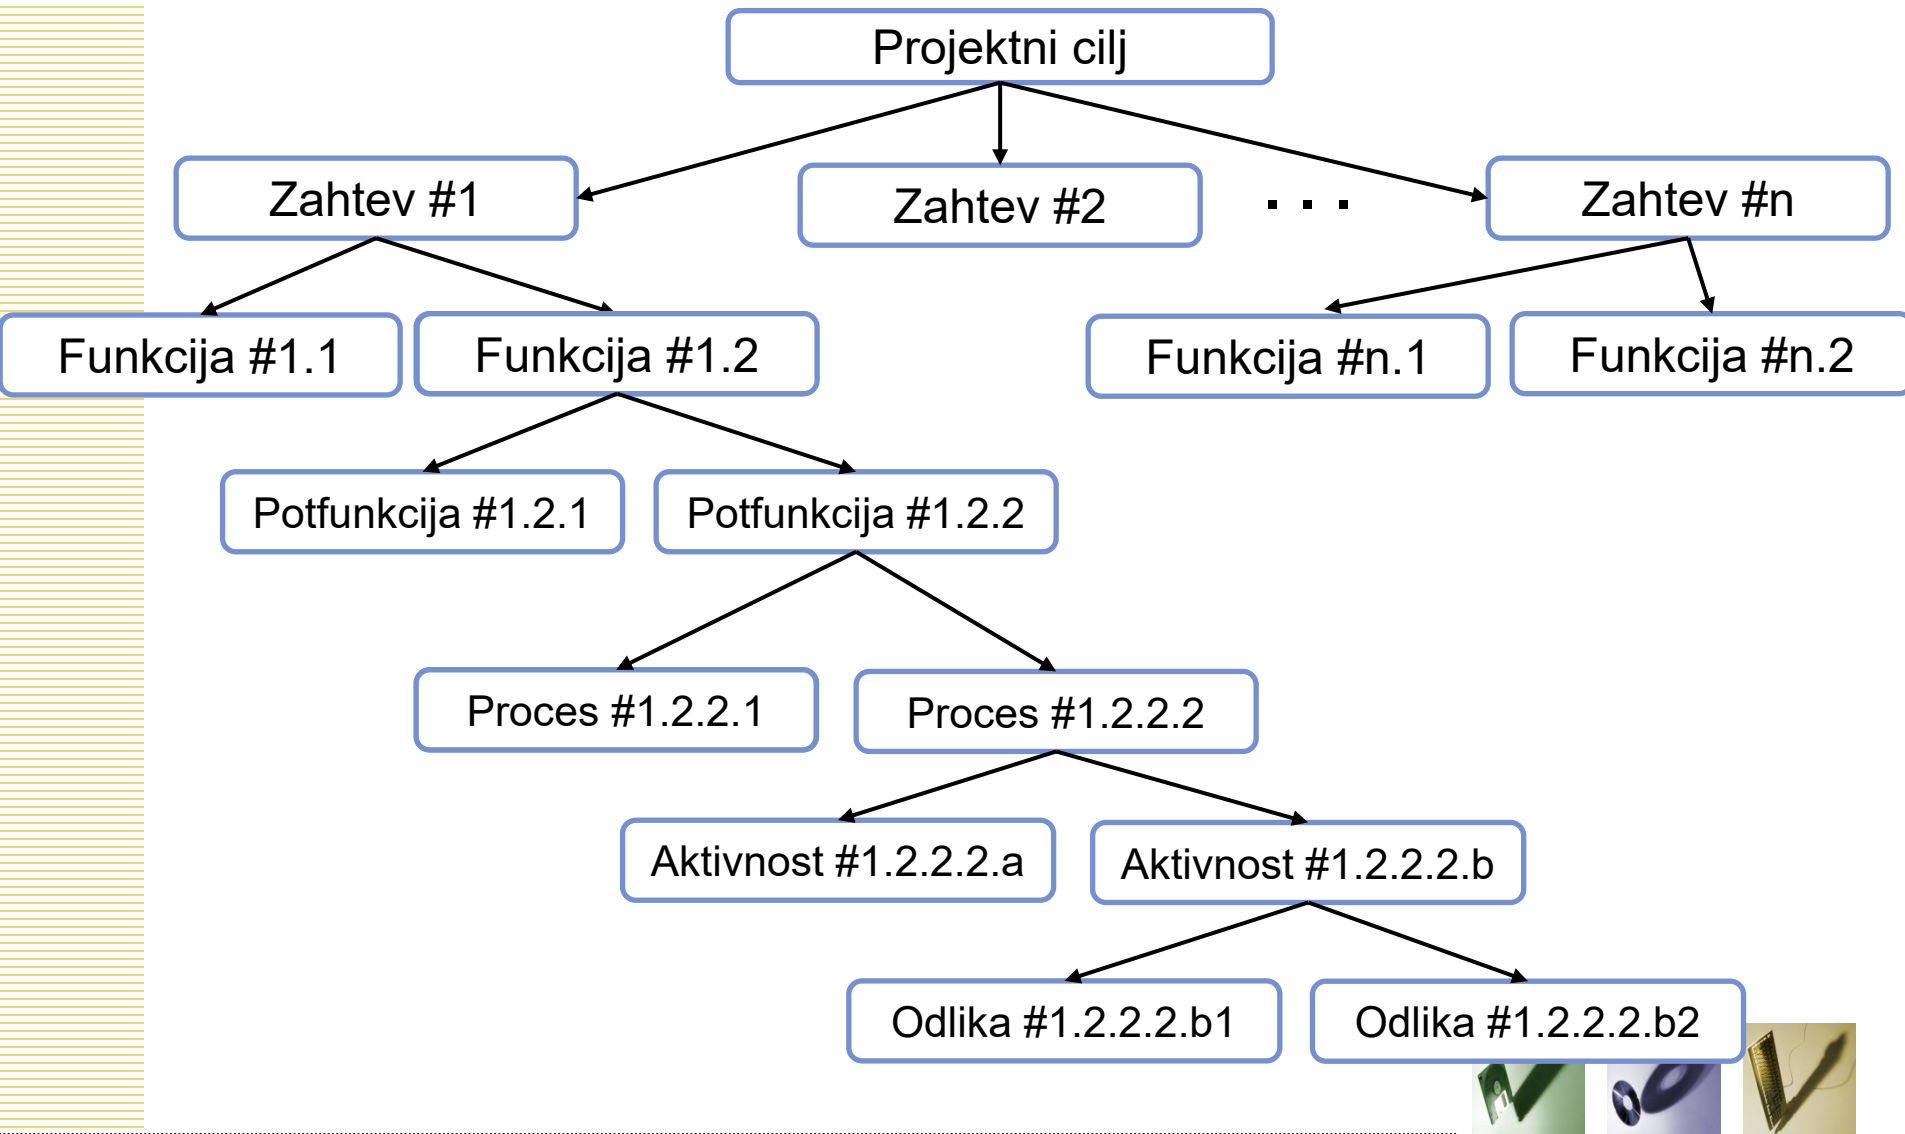 Projektni cilj
Zahtev #1
Zahtev #2
. . .
Zahtev #n
Funkcija #1.1
Funkcija #1.2
Funkcija #n.1
Funkcija #n.2
Potfunkcija #1.2.1
Potfunkcija #1.2.2
Proces #1.2.2.1
Proces #1.2.2.2
Aktivnost #1.2.2.2.a
Aktivnost #1.2.2.2.b
Odlika #1.2.2.2.b1
Odlika #1.2.2.2.b2